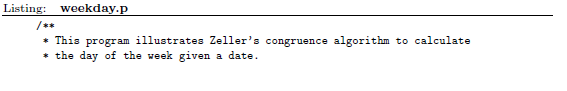 Listing: weekday.p
/**
* This program illustrates Zeller's congruence algorithm to calculate
* the day of the week given a date.